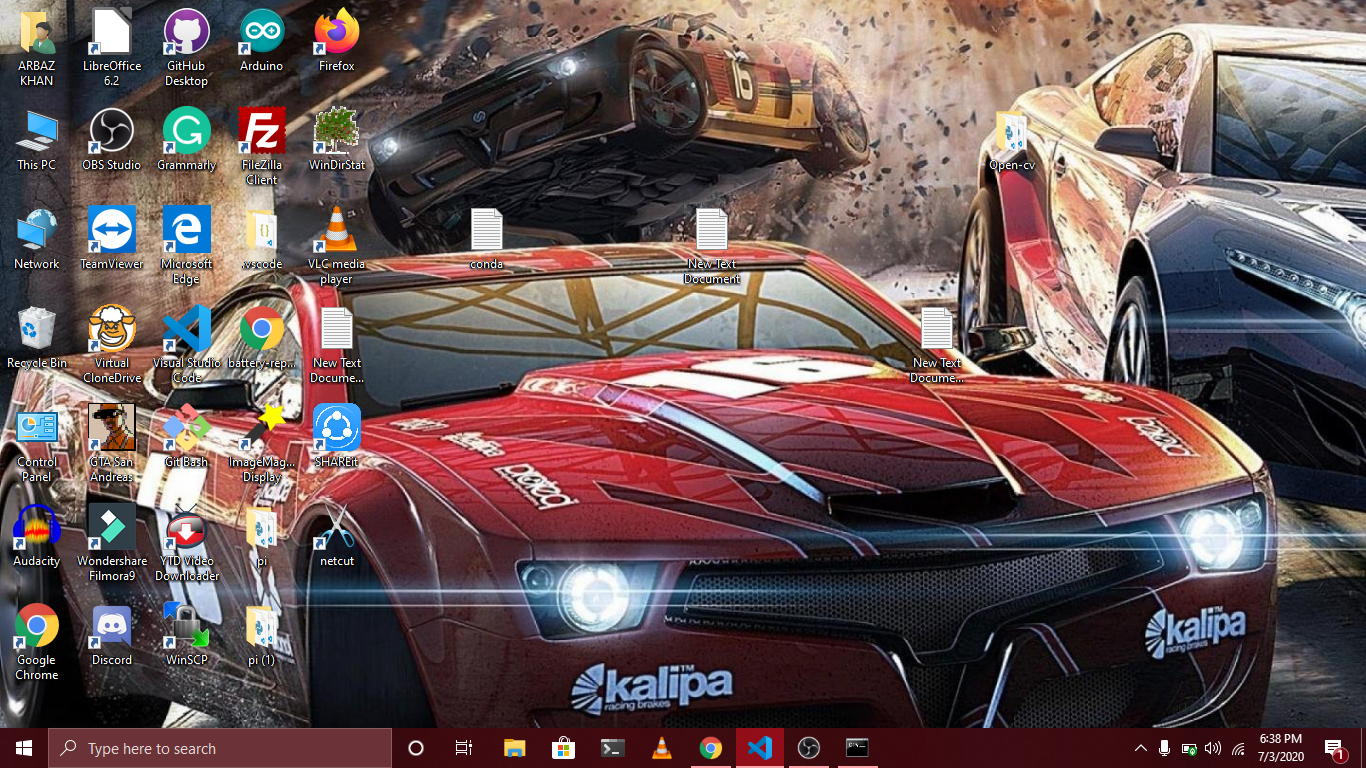 ARBAZ
KHAN
LibreOffice
6.2
GitHub
Desktop
Arduino
Firefox
This PC
OBS Studio
Grammarly
FileZilla
Client
WinDirStat
Open-cv
Network
TeamViewer
Microsoft
Edge
.vscode
VLC media
player
conda
New Text
Document
Recycle Bin
Virtual
CloneDrive
Visual Studio
Code
battery-rep...
New Text
Docume...
New Text
Docume...
Control
Panel
GTA San
Andreas
Git Bash
ImageMag...
Display
SHAREit
Audacity
Wondershare
Filmora9
YTD Video
Downloader
pi
netcut
Google
Chrome
Discord
WinSCP
pi (1)
16
kalipa
kalipa™
racing brakes
kalipa™
racing brakes
Type here to search
6:38 PM
7/3/2020
1